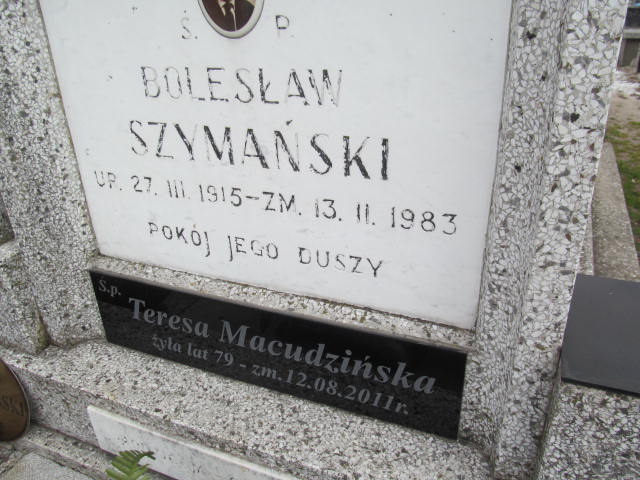 Ś. P.
BOLESŁAW
SZYMAŃSKI
UR. 27. III. 1915-ZM. 13. II. 1983
POKÓJ JEGO DUSZY
Ś.p.
Teresa Macudzińska
żyła lat 79 - zm.12.08.2011r.